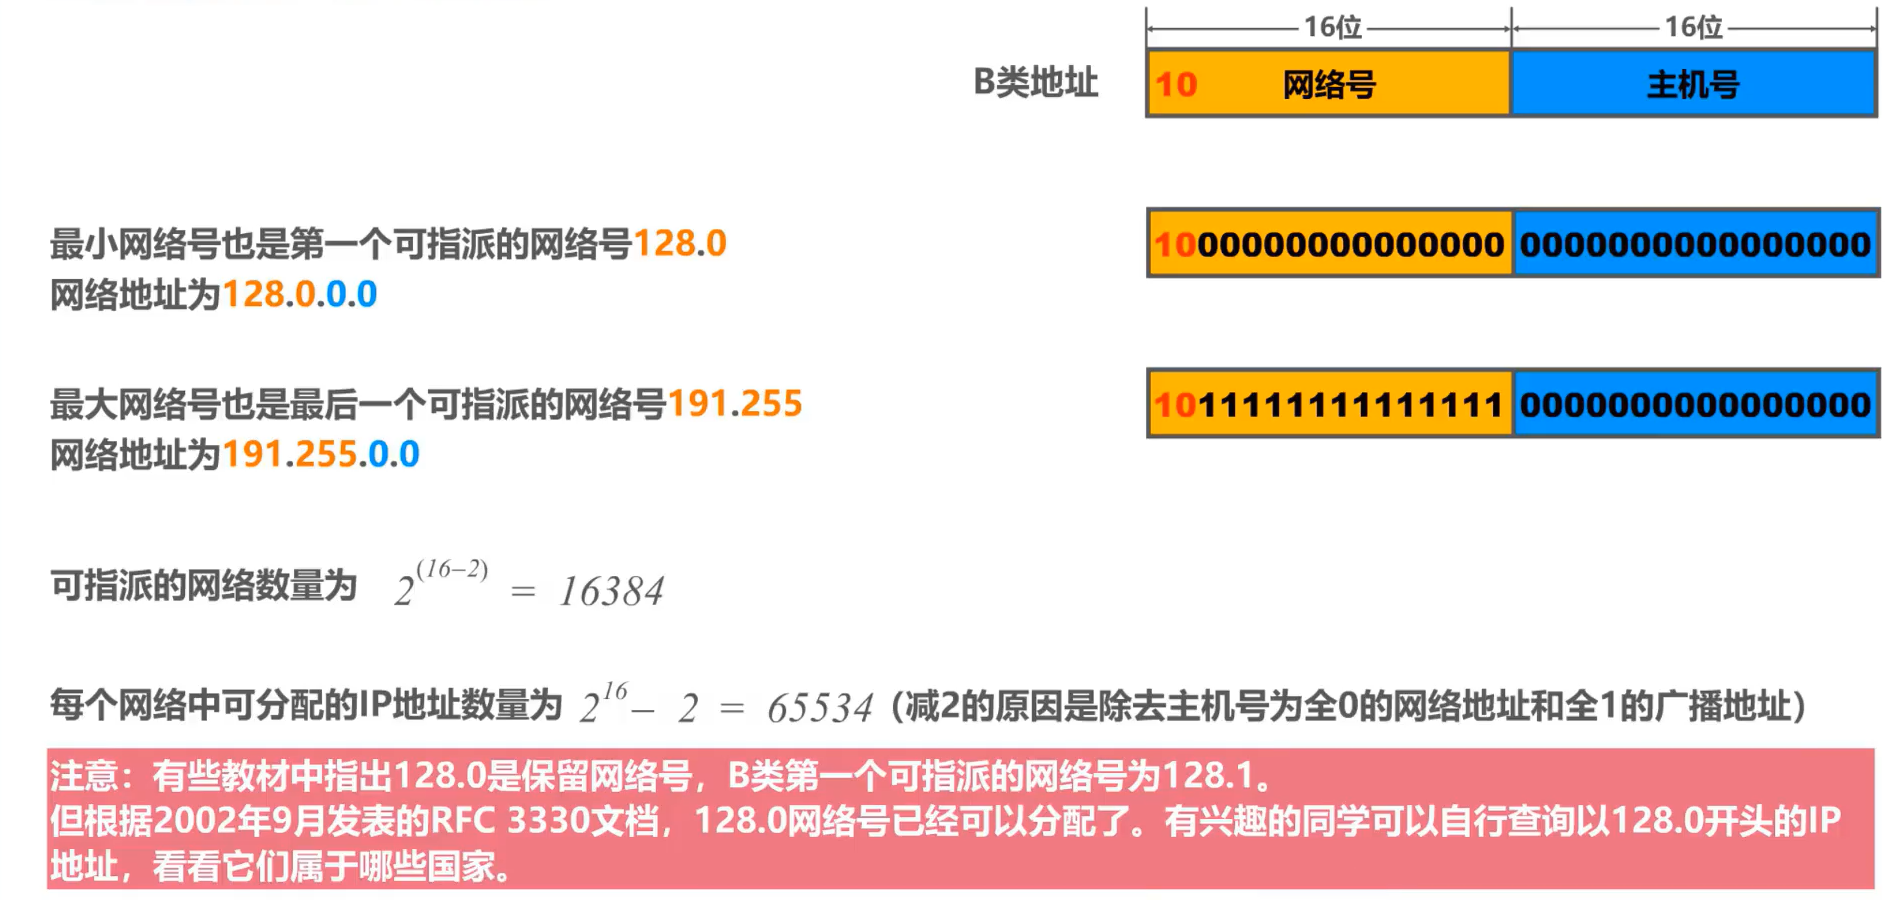 16位 16位
B类地址 10 网络号 主机号
最小网络号也是第一个可指派的网络号128.0
网络地址为128.0.0.0
1000000000000000 0000000000000000
最大网络号也是最后一个可指派的网络号191.255
网络地址为191.255.0.0
1011111111111111 0000000000000000
可指派的网络数量为 2^(16−2) = 16384
每个网络中可分配的IP地址数量为 2^16 − 2 = 65534（减2的原因是除去主机号为全0的网络地址和全1的广播地址）
注意：有些教材中指出128.0是保留网络号，B类第一个可指派的网络号为128.1。
但根据2002年9月发表的RFC 3330文档，128.0网络号已经可以分配了。有兴趣的同学可以自行查询以128.0开头的IP
地址，看看它们属于哪些国家。